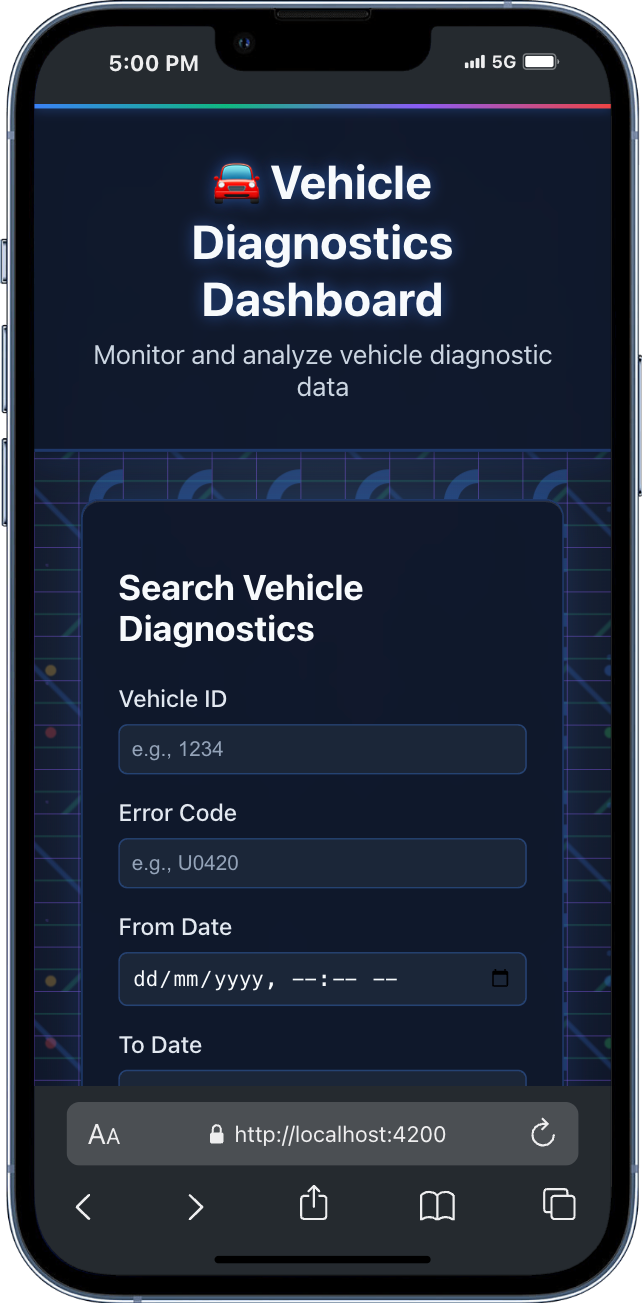 5:00 PM 5G
🚘 Vehicle
Diagnostics
Dashboard
Monitor and analyze vehicle diagnostic
data
Search Vehicle
Diagnostics
Vehicle ID
e.g., 1234
Error Code
e.g., U0420
From Date
dd/mm/yyyy, --:-- --
To Date
AA http://localhost:4200